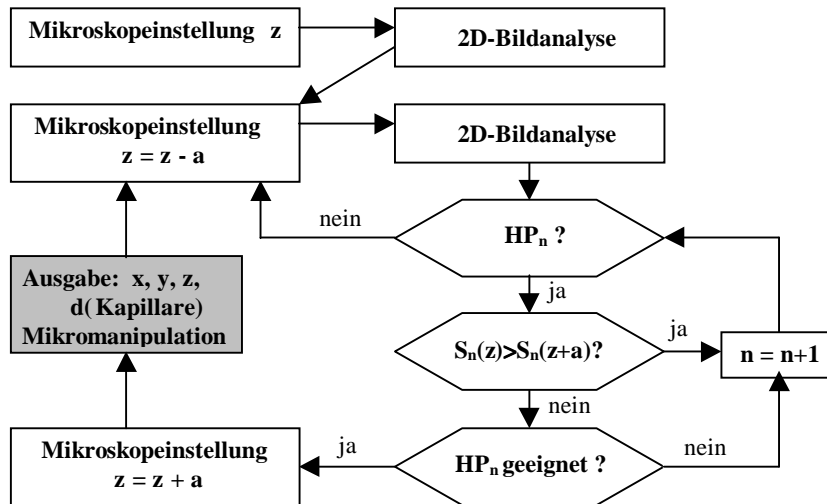 Mikroskopeinstellung z
2D-Bildanalyse
Mikroskopeinstellung
z = z - a
2D-Bildanalyse
nein
HPn ?
ja
Ausgabe: x, y, z,
d( Kapillare)
Mikromanipulation
Sn(z)>Sn(z+a)?
ja
n = n+1
nein
Mikroskopeinstellung
z = z + a
ja
HPn geeignet ?
nein